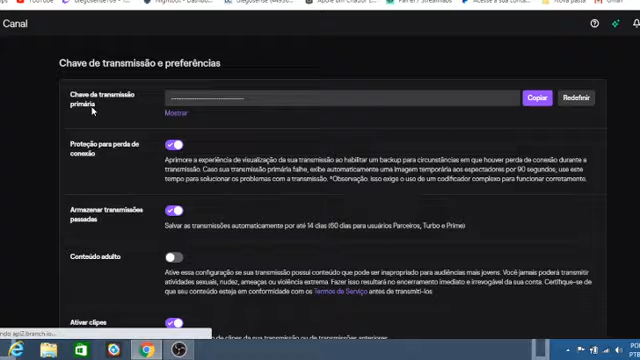 Youtube
Canal
Chave de transmissão e preferências
Chave da transmissão
primária
Copiar
Redefinir
Mostrar
Proteção para perda de
conexão
Aprimore a experiência de visualização da sua transmissão ao habilitar um backup para circunstâncias em que houver perda de conexão durante a
transmissão. Caso sua transmissão primária falhe, exibe automaticamente uma imagem temporária aos espectadores por 90 segundos, use este
tempo para solucionar os problemas com a transmissão. *Observação: isso exige o uso de um codificador complexo para funcionar corretamente.
Armazenar transmissões
passadas
Salvar as transmissões automaticamente por até 14 dias (60 dias para usuários Parceiros, Turbo e Prime)
Conteúdo adulto
Ative essa configuração se sua transmissão possui conteúdo que pode ser inapropriado para audiências mais jovens. Você jamais poderá transmitir
atividades sexuais, nudez, ameaças ou violência extrema. Fazer isso resultará no encerramento imediato e irrevogável da sua conta. Certifique-se de
que seu conteúdo esteja em conformidade com os Termos de Serviço antes de transmiti-los
Ativar clipes
ndo api2.branch.io...